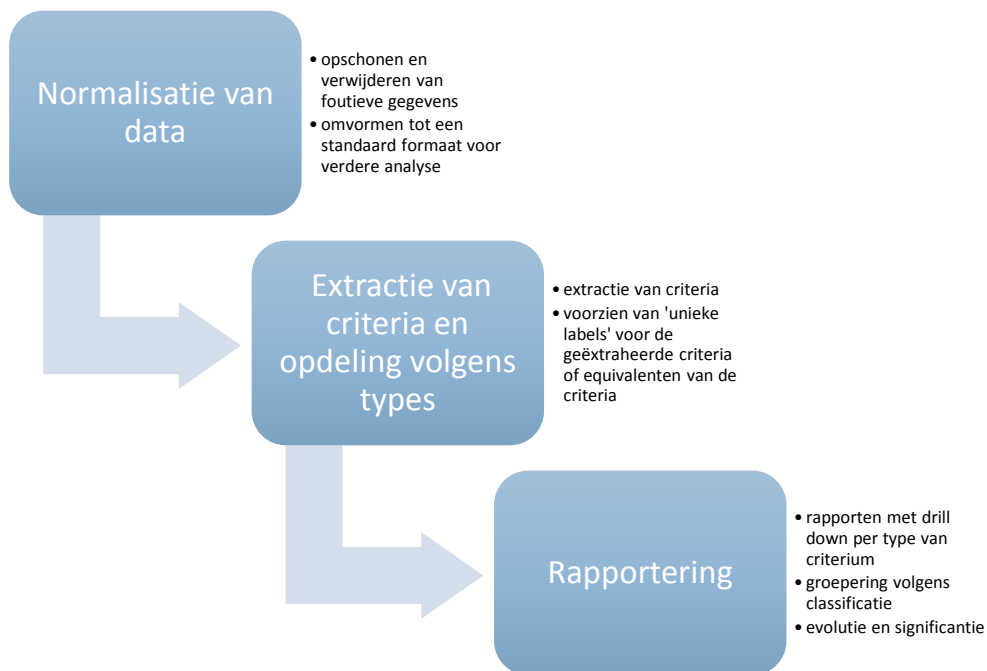 Normalisatie van
data
• opschonen en
verwijderen van
foutieve gegevens
• omvormen tot een
standaard formaat voor
verdere analyse
Extractie van
criteria en
opdeling volgens
types
• extractie van criteria
• voorzien van 'unieke
labels' voor de
geëxtraheerde criteria
of equivalenten van de
criteria
Rapportering
• rapporten met drill
down per type van
criterium
• groepering volgens
classificatie
• evolutie en significantie